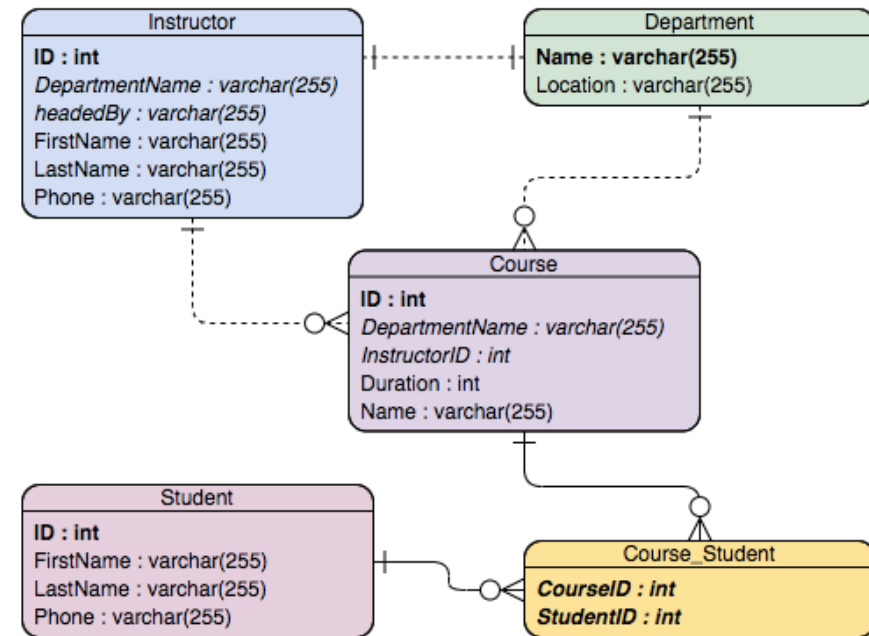 Instructor
ID : int
DepartmentName : varchar(255)
headedBy : varchar(255)
FirstName : varchar(255)
LastName : varchar(255)
Phone : varchar(255)
Department
Name : varchar(255)
Location : varchar(255)
Course
ID : int
DepartmentName : varchar(255)
InstructorID : int
Duration : int
Name : varchar(255)
Student
ID : int
FirstName : varchar(255)
LastName : varchar(255)
Phone : varchar(255)
Course_Student
CourseID : int
StudentID : int